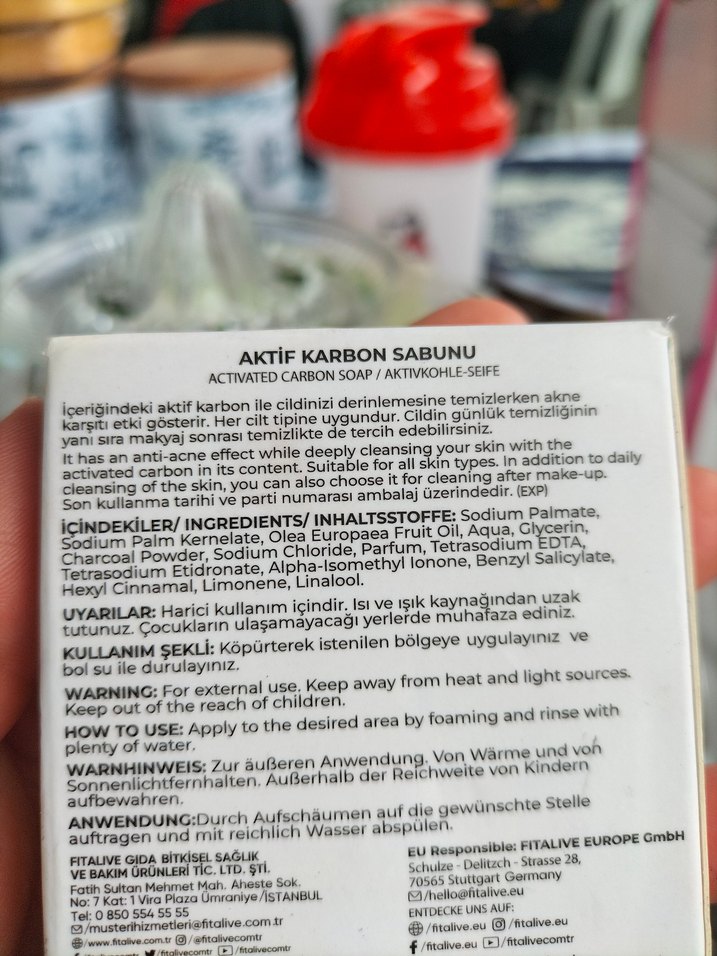 AKTİF KARBON SABUNU
ACTIVATED CARBON SOAP / AKTIVKOHLE-SEIFE
İçeriğindeki aktif karbon ile cildinizi derinlemesine temizlerken akne
karşıtı etki gösterir. Her cilt tipine uygundur. Cildin günlük temizliğinin
yanı sıra makyaj sonrası temizlikte de tercih edebilirsiniz.
It has an anti-acne effect while deeply cleansing your skin with the
activated carbon in its content. Suitable for all skin types. In addition to daily
cleansing of the skin, you can also choose it for cleaning after make-up.
Son kullanma tarihi ve parti numarası ambalaj üzerindedir. (EXP)
İÇİNDEKİLER/ INGREDIENTS/ INHALTSSTOFFE: Sodium Palmate,
Sodium Palm Kernelate, Olea Europaea Fruit Oil, Aqua, Glycerin,
Charcoal Powder, Sodium Chloride, Parfum, Tetrasodium EDTA,
Tetrasodium Etidronate, Alpha-Isomethyl Ionone, Benzyl Salicylate,
Hexyl Cinnamal, Limonene, Linalool.
UYARILAR: Harici kullanım içindir. Isı ve ışık kaynağından uzak
tutunuz. Çocukların ulaşamayacağı yerlerde muhafaza ediniz.
KULLANIM ŞEKLİ: Köpürterek istenilen bölgeye uygulayınız ve
bol su ile durulayınız.
WARNING: For external use. Keep away from heat and light sources.
Keep out of the reach of children.
HOW TO USE: Apply to the desired area by foaming and rinse with
plenty of water.
WARNHINWEIS: Zur äußeren Anwendung. Von Wärme und von
Sonnenlichtfernhalten. Außerhalb der Reichweite von Kindern
aufbewahren.
ANWENDUNG:Durch Aufschäumen auf die gewünschte Stelle
auftragen und mit reichlich Wasser abspülen.
FITALIVE GIDA BİTKİSEL SAĞLIK
VE BAKIM ÜRÜNLERİ TİC. LTD. ŞTİ.
Fatih Sultan Mehmet Mah. Aheste Sok.
No: 7 Kat: 1 Vira Plaza Ümraniye/İSTANBUL
Tel: 0 850 554 55 55
/musterihizmetleri@fitalive.com.tr
/www.fitalive.com.tr /@fitalivecomtr
/fitalivecomtr /fitalivecomtr /fitalivecomtr
EU Responsible: FITALIVE EUROPE GmbH
Schulze - Delitzch - Strasse 28,
70565 Stuttgart Germany
/hello@fitalive.eu
ENTDECKE UNS AUF:
/fitalive.eu /fitalive.eu
/fitalive.eu /fitalivecomtr